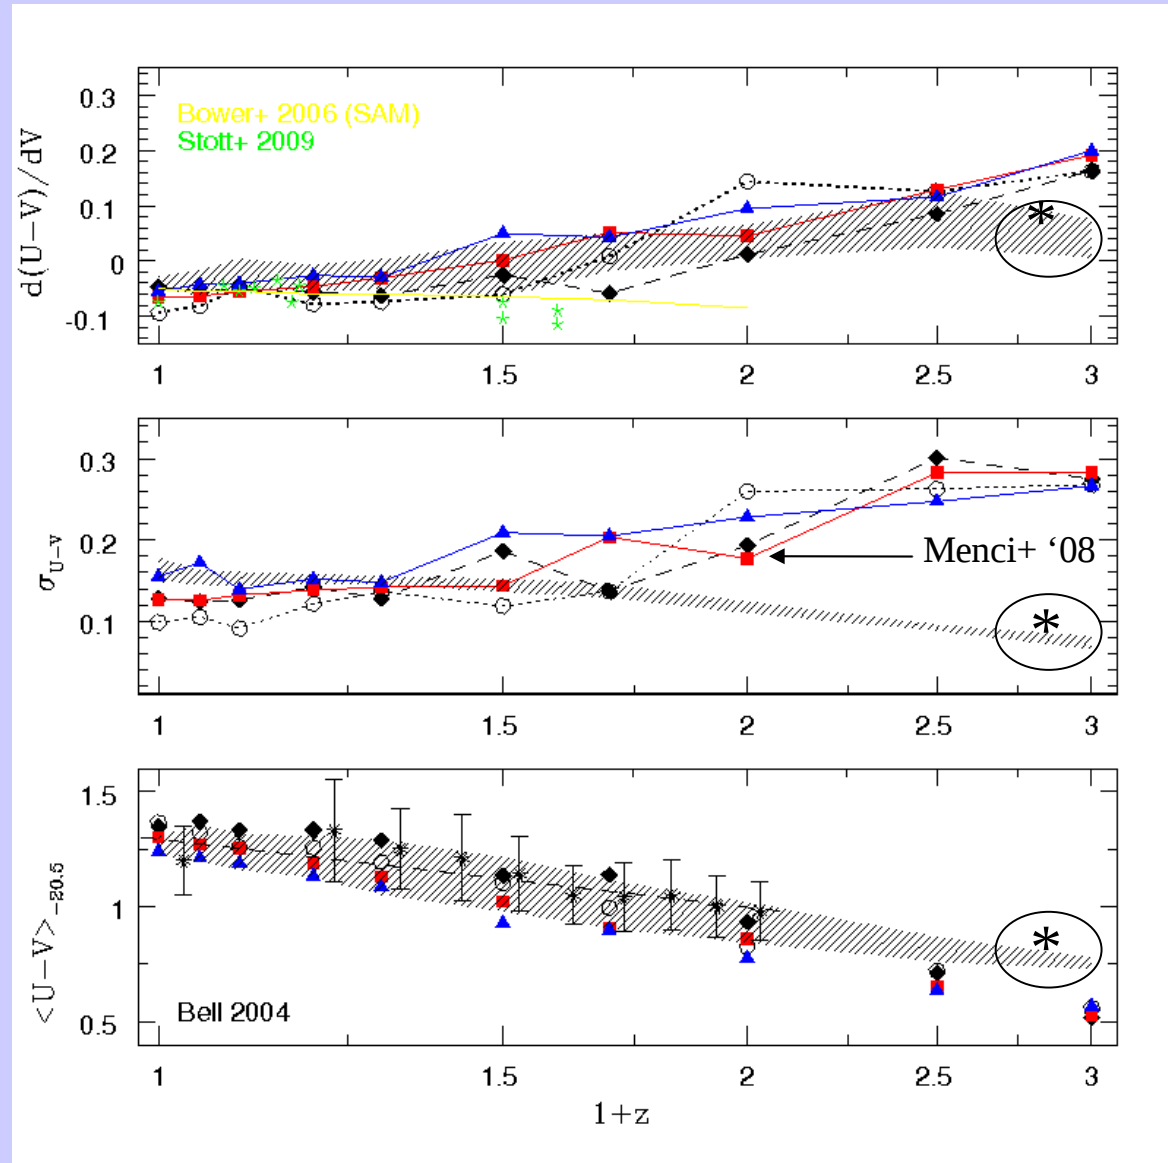 0.3
0.2
0.1
0
-0.1
d(U-V)/dV
Bower+ 2006 (SAM)
Stott+ 2009
*
1 1.5 2 2.5 3
0.3
0.2
0.1
σU-V
Menci+ ‘08
*
1 1.5 2 2.5 3
1.5
1
0.5
<U-V>-20.5
Bell 2004
*
1 1.5 2 2.5 3
1+z